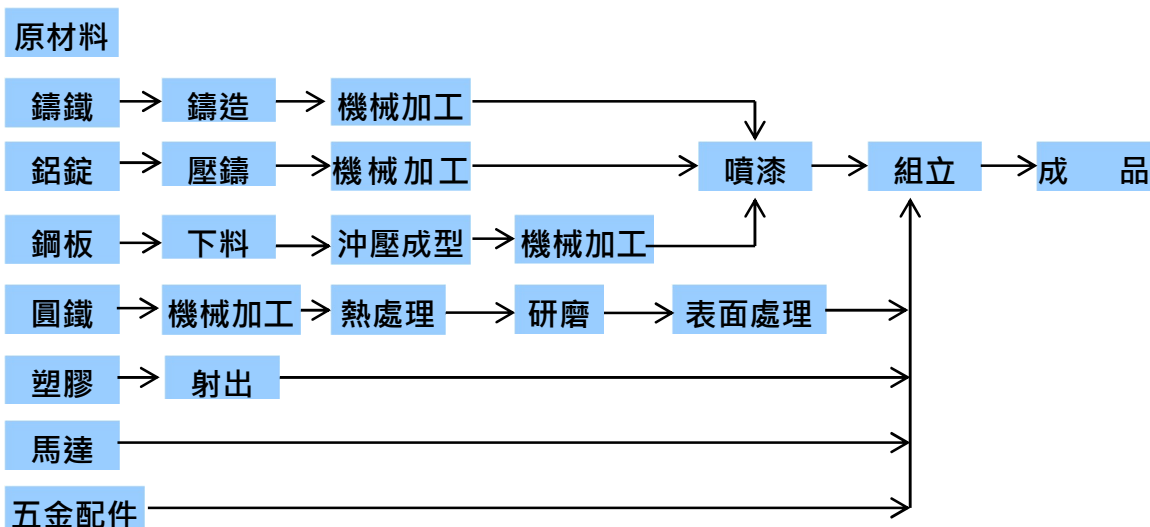 原材料
鑄鐵 鑄造 機械加工
鋁錠 壓鑄 機械加工 噴漆 組立 成 品
鋼板 下料 沖壓成型 機械加工
圓鐵 機械加工 熱處理 研磨 表面處理
塑膠 射出
馬達
五金配件